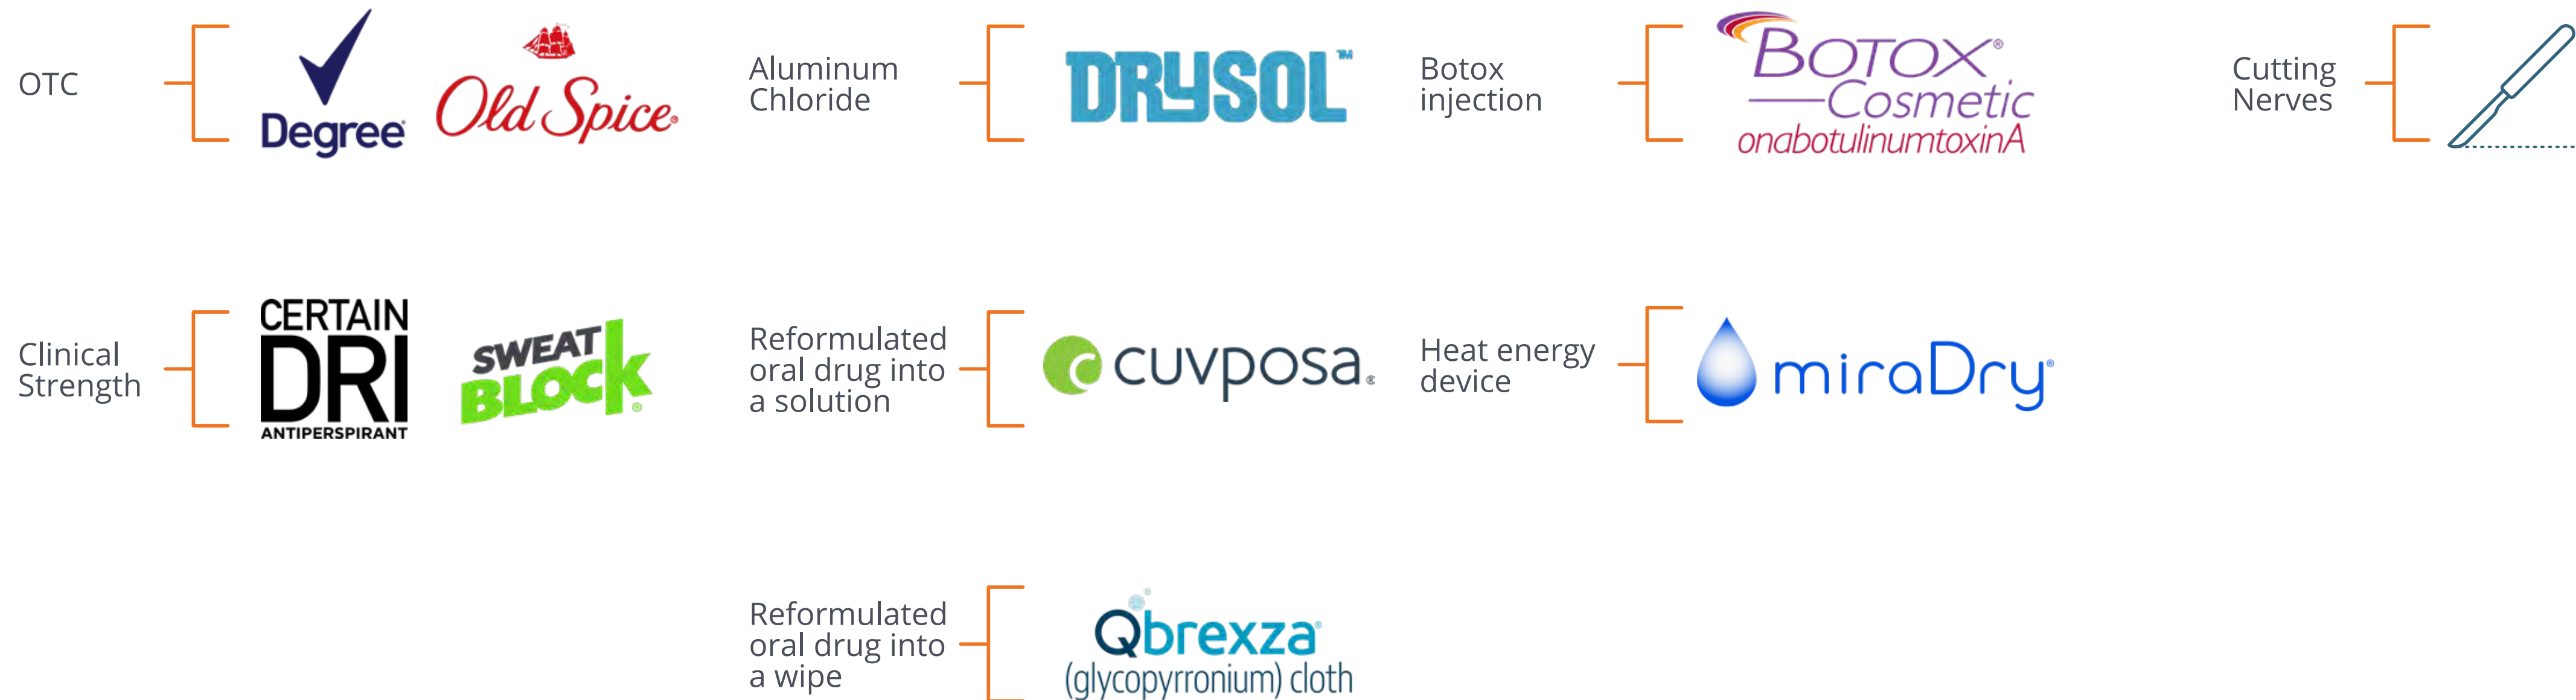 OTC
Degree®
Old Spice®
Aluminum
Chloride
DRYSOL™
Botox
injection
BOTOX®
Cosmetic
onabotulinumtoxinA
Cutting
Nerves
Clinical
Strength
CERTAIN
DRI
ANTIPERSPIRANT
SWEAT
BLOCK®
Reformulated
oral drug into
a solution
cuvposa®
Heat energy
device
miraDry®
Reformulated
oral drug into
a wipe
Qbrexza®
(glycopyrronium) cloth